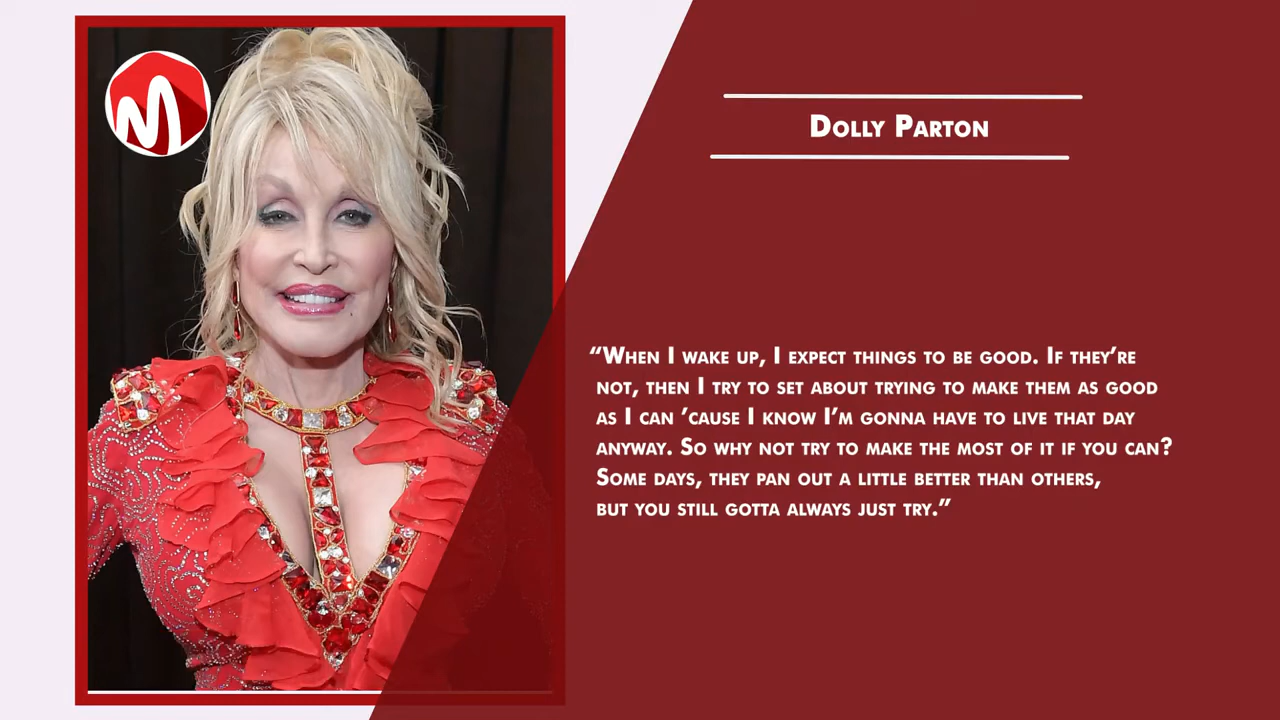 M
Dolly Parton
“When I wake up, I expect things to be good. If they’re
not, then I try to set about trying to make them as good
as I can ’cause I know I’m gonna have to live that day
anyway. So why not try to make the most of it if you can?
Some days, they pan out a little better than others,
but you still gotta always just try.”